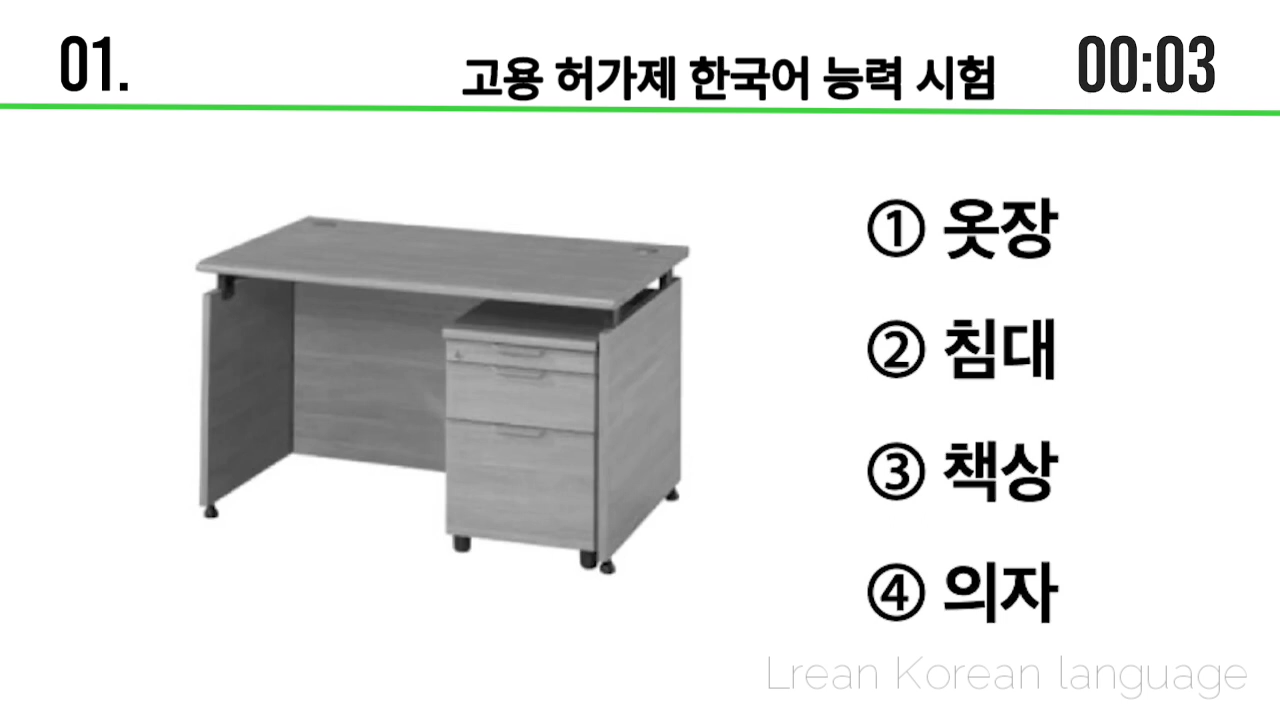 01.
고용 허가제 한국어 능력 시험
00:03
① 옷장
② 침대
③ 책상
④ 의자
Lrean Korean language